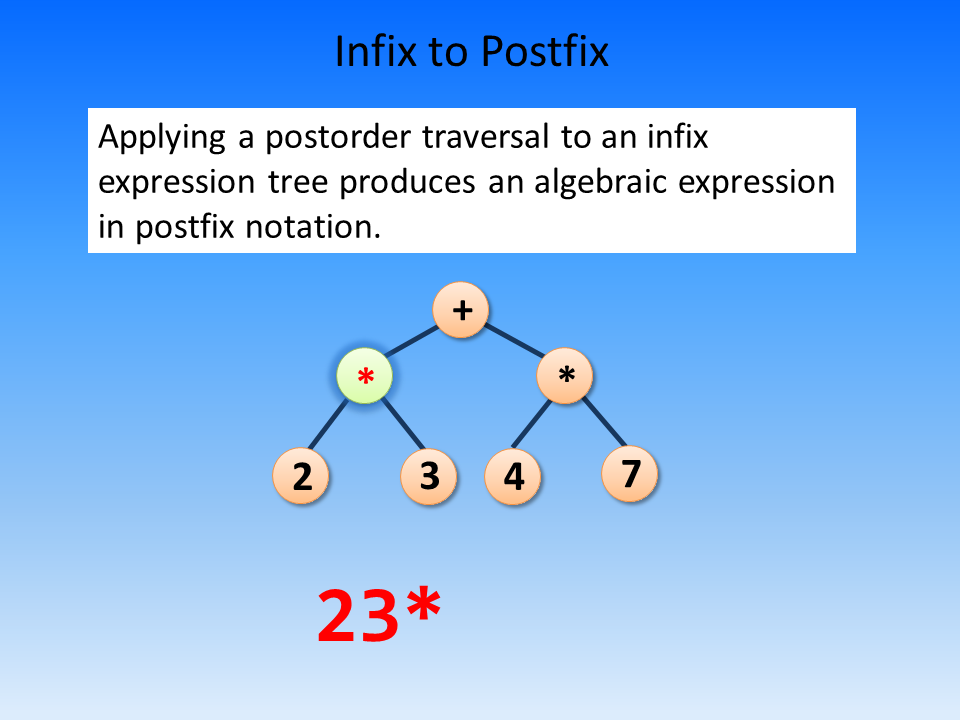 Infix to Postfix
Applying a postorder traversal to an infix
expression tree produces an algebraic expression
in postfix notation.
+
* *
2 3 4 7
23*